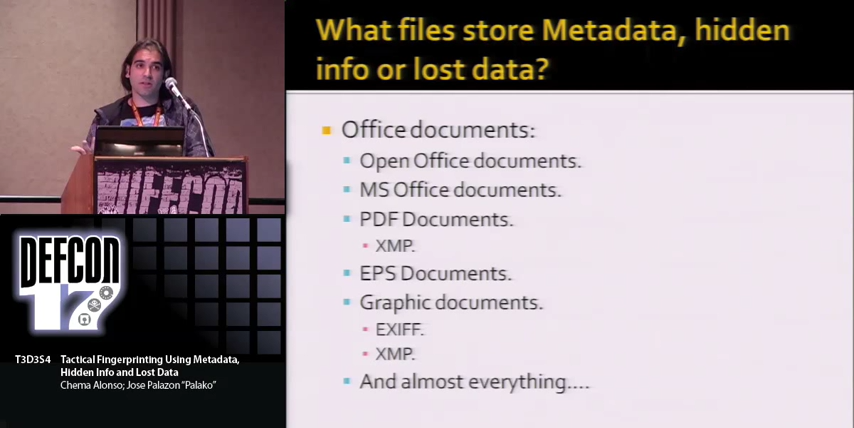 What files store Metadata, hidden
info or lost data?
Office documents:
Open Office documents.
MS Office documents.
PDF Documents.
XMP.
EPS Documents.
Graphic documents.
EXIFF.
XMP.
And almost everything....
DEFCON
DEFCON
17
T3D3S4 Tactical Fingerprinting Using Metadata,
Hidden Info and Lost Data
Chema Alonso; Jose Palazon "Palako"